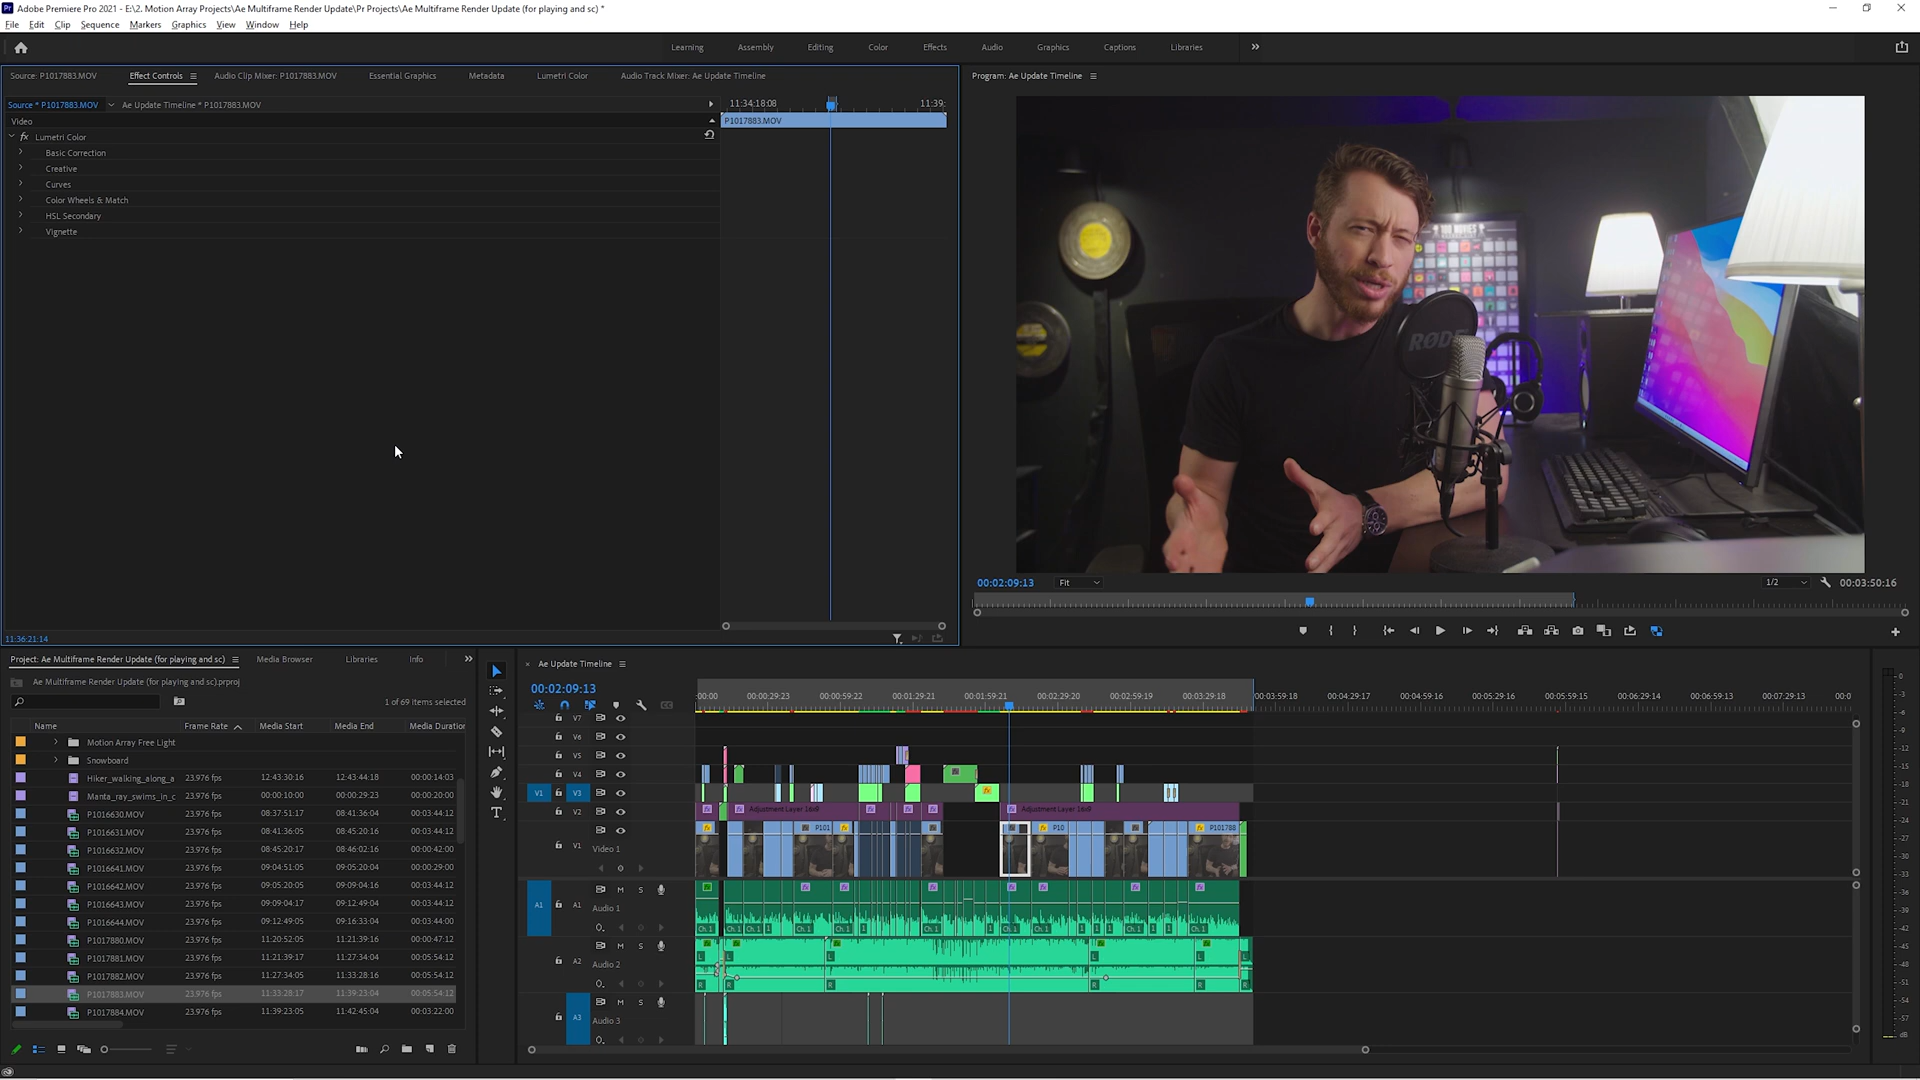 Adobe Premiere Pro 2021 - E:\2. Motion Array Projects\Ae Multiframe Render Update\Pr Projects\Ae Multiframe Render Update (for playing and sc) *
File Edit Clip Sequence Markers Graphics View Window Help
Learning Assembly Editing Color Effects Audio Graphics Captions Libraries
Source: P1017883.MOV Effect Controls Audio Clip Mixer: P1017883.MOV Essential Graphics Metadata Lumetri Color Audio Track Mixer: Ae Update Timeline
Source * P1017883.MOV Ae Update Timeline * P1017883.MOV
11:34:18:08 11:39:
Video
P1017883.MOV
fx Lumetri Color
Basic Correction
Creative
Curves
Color Wheels & Match
HSL Secondary
Vignette
11:36:21:14
Program: Ae Update Timeline
100 MOVIES
RØDE
00:02:09:13 Fit 1/2 00:03:50:16
Project: Ae Multiframe Render Update (for playing and sc) Media Browser Libraries Info
Ae Multiframe Render Update (for playing and sc).prproj
1 of 69 items selected
Name Frame Rate Media Start Media End Media Duratior
Motion Array Free Light
Snowboard
Hiker_walking_along_a 23.976 fps 12:43:30:16 12:43:44:18 00:00:14:03
Manta_ray_swims_in_c 23.976 fps 00:00:10:00 00:00:29:23 00:00:20:00
P1016630.MOV 23.976 fps 08:37:51:17 08:41:36:04 00:03:44:12
P1016631.MOV 23.976 fps 08:41:36:05 08:45:20:16 00:03:44:12
P1016632.MOV 23.976 fps 08:45:20:17 08:46:02:16 00:00:42:00
P1016641.MOV 23.976 fps 09:04:51:05 09:05:20:04 00:00:29:00
P1016642.MOV 23.976 fps 09:05:20:05 09:09:04:16 00:03:44:12
P1016643.MOV 23.976 fps 09:09:04:17 09:12:49:04 00:03:44:12
P1016644.MOV 23.976 fps 09:12:49:05 09:16:33:04 00:03:44:00
P1017880.MOV 23.976 fps 11:20:52:05 11:21:39:16 00:00:47:12
P1017881.MOV 23.976 fps 11:21:39:17 11:27:34:04 00:05:54:12
P1017882.MOV 23.976 fps 11:27:34:05 11:33:28:16 00:05:54:12
P1017883.MOV 23.976 fps 11:33:28:17 11:39:23:04 00:05:54:12
P1017884.MOV 23.976 fps 11:39:23:05 11:42:45:04 00:03:22:00
× Ae Update Timeline
00:02:09:13
:00:00 00:00:29:23 00:00:59:22 00:01:29:21 00:01:59:21 00:02:29:20 00:02:59:19 00:03:29:18 00:03:59:18 00:04:29:17 00:04:59:16 00:05:29:16 00:05:59:15 00:06:29:14 00:06:59:13 00:07:29:13 00:0
V7
V6
V5
V4
V1 V3
V2 Adjustment Layer 16x9 Adjustment Layer 16x9
P101 P10 P101788
V1 Video 1
A1 A1 M S
Audio 1
Ch 1 Ch 1 Ch 1 Ch 1 Ch 1 Ch 1 Ch 1 Ch 1
M S
A2 Audio 2
L L L L L L
R R R R R R
M S
A3 Audio 3
0
-3
-6
-9
-12
-15
-18
-21
-24
-27
-30
-33
-36
-39
-42
-45
-48
-51
-54
-57
dB